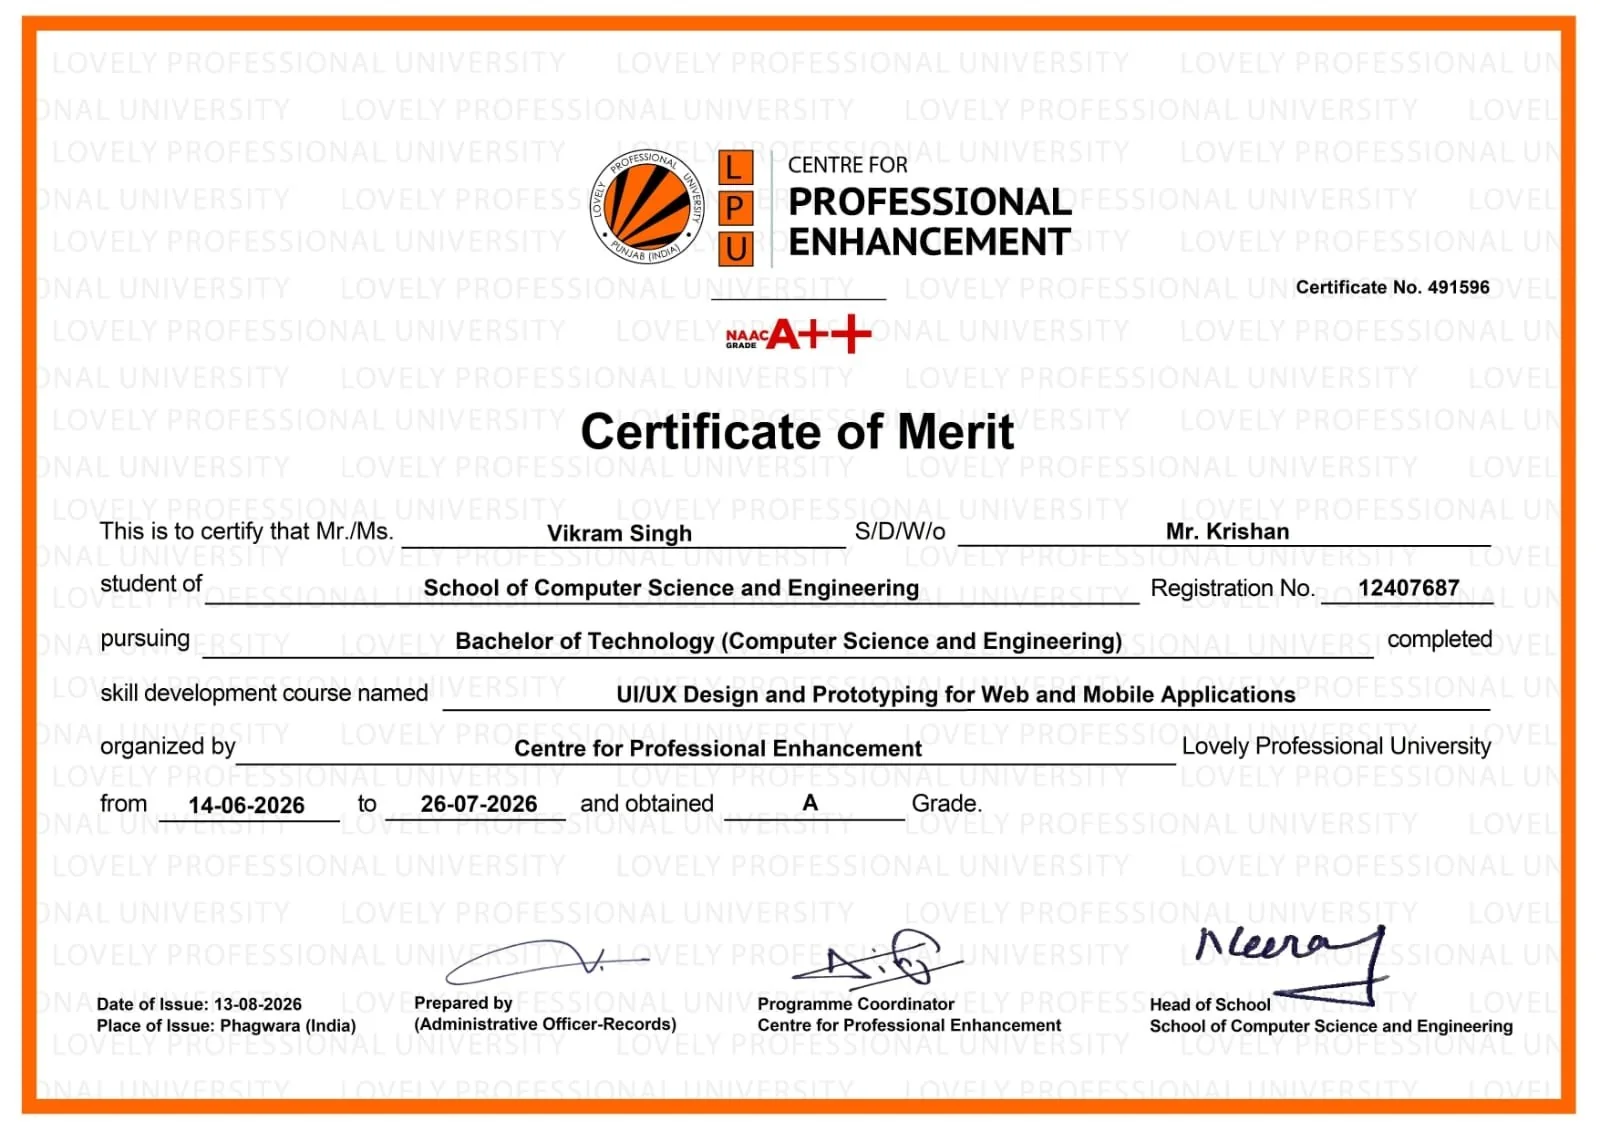 LOVELY PROFESSIONAL UNIVERSITY
PUNJAB (INDIA)
L
P
U
CENTRE FOR
PROFESSIONAL
ENHANCEMENT
Certificate No. 491596
NAAC
GRADE
A++
Certificate of Merit
This is to certify that Mr./Ms. Vikram Singh S/D/W/o Mr. Krishan
student of School of Computer Science and Engineering Registration No. 12407687
pursuing Bachelor of Technology (Computer Science and Engineering) completed
skill development course named UI/UX Design and Prototyping for Web and Mobile Applications
organized by Centre for Professional Enhancement Lovely Professional University
from 14-06-2026 to 26-07-2026 and obtained A Grade.
Neeraj
Date of Issue: 13-08-2026
Place of Issue: Phagwara (India)
Prepared by
(Administrative Officer-Records)
Programme Coordinator
Centre for Professional Enhancement
Head of School
School of Computer Science and Engineering